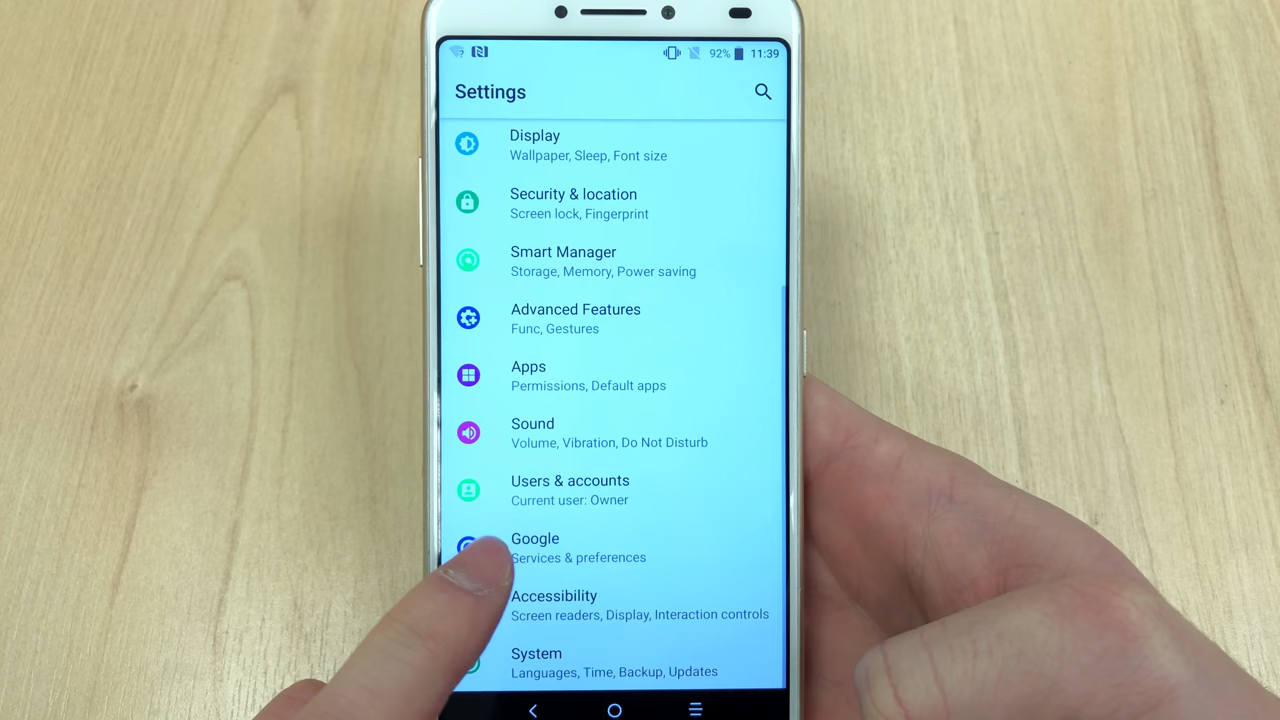 92% 11:39
Settings
Display
Wallpaper, Sleep, Font size
Security & location
Screen lock, Fingerprint
Smart Manager
Storage, Memory, Power saving
Advanced Features
Func, Gestures
Apps
Permissions, Default apps
Sound
Volume, Vibration, Do Not Disturb
Users & accounts
Current user: Owner
Google
Services & preferences
Accessibility
Screen readers, Display, Interaction controls
System
Languages, Time, Backup, Updates